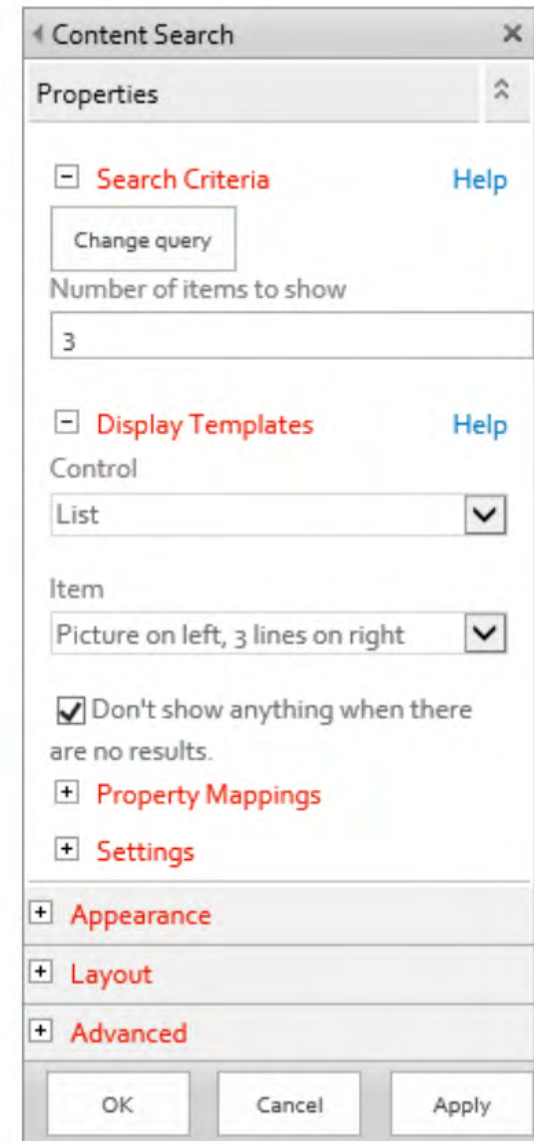 Content Search
Properties
Search Criteria Help
Change query
Number of items to show
3
Display Templates Help
Control
List
Item
Picture on left, 3 lines on right
Don't show anything when there
are no results.
Property Mappings
Settings
Appearance
Layout
Advanced
OK Cancel Apply